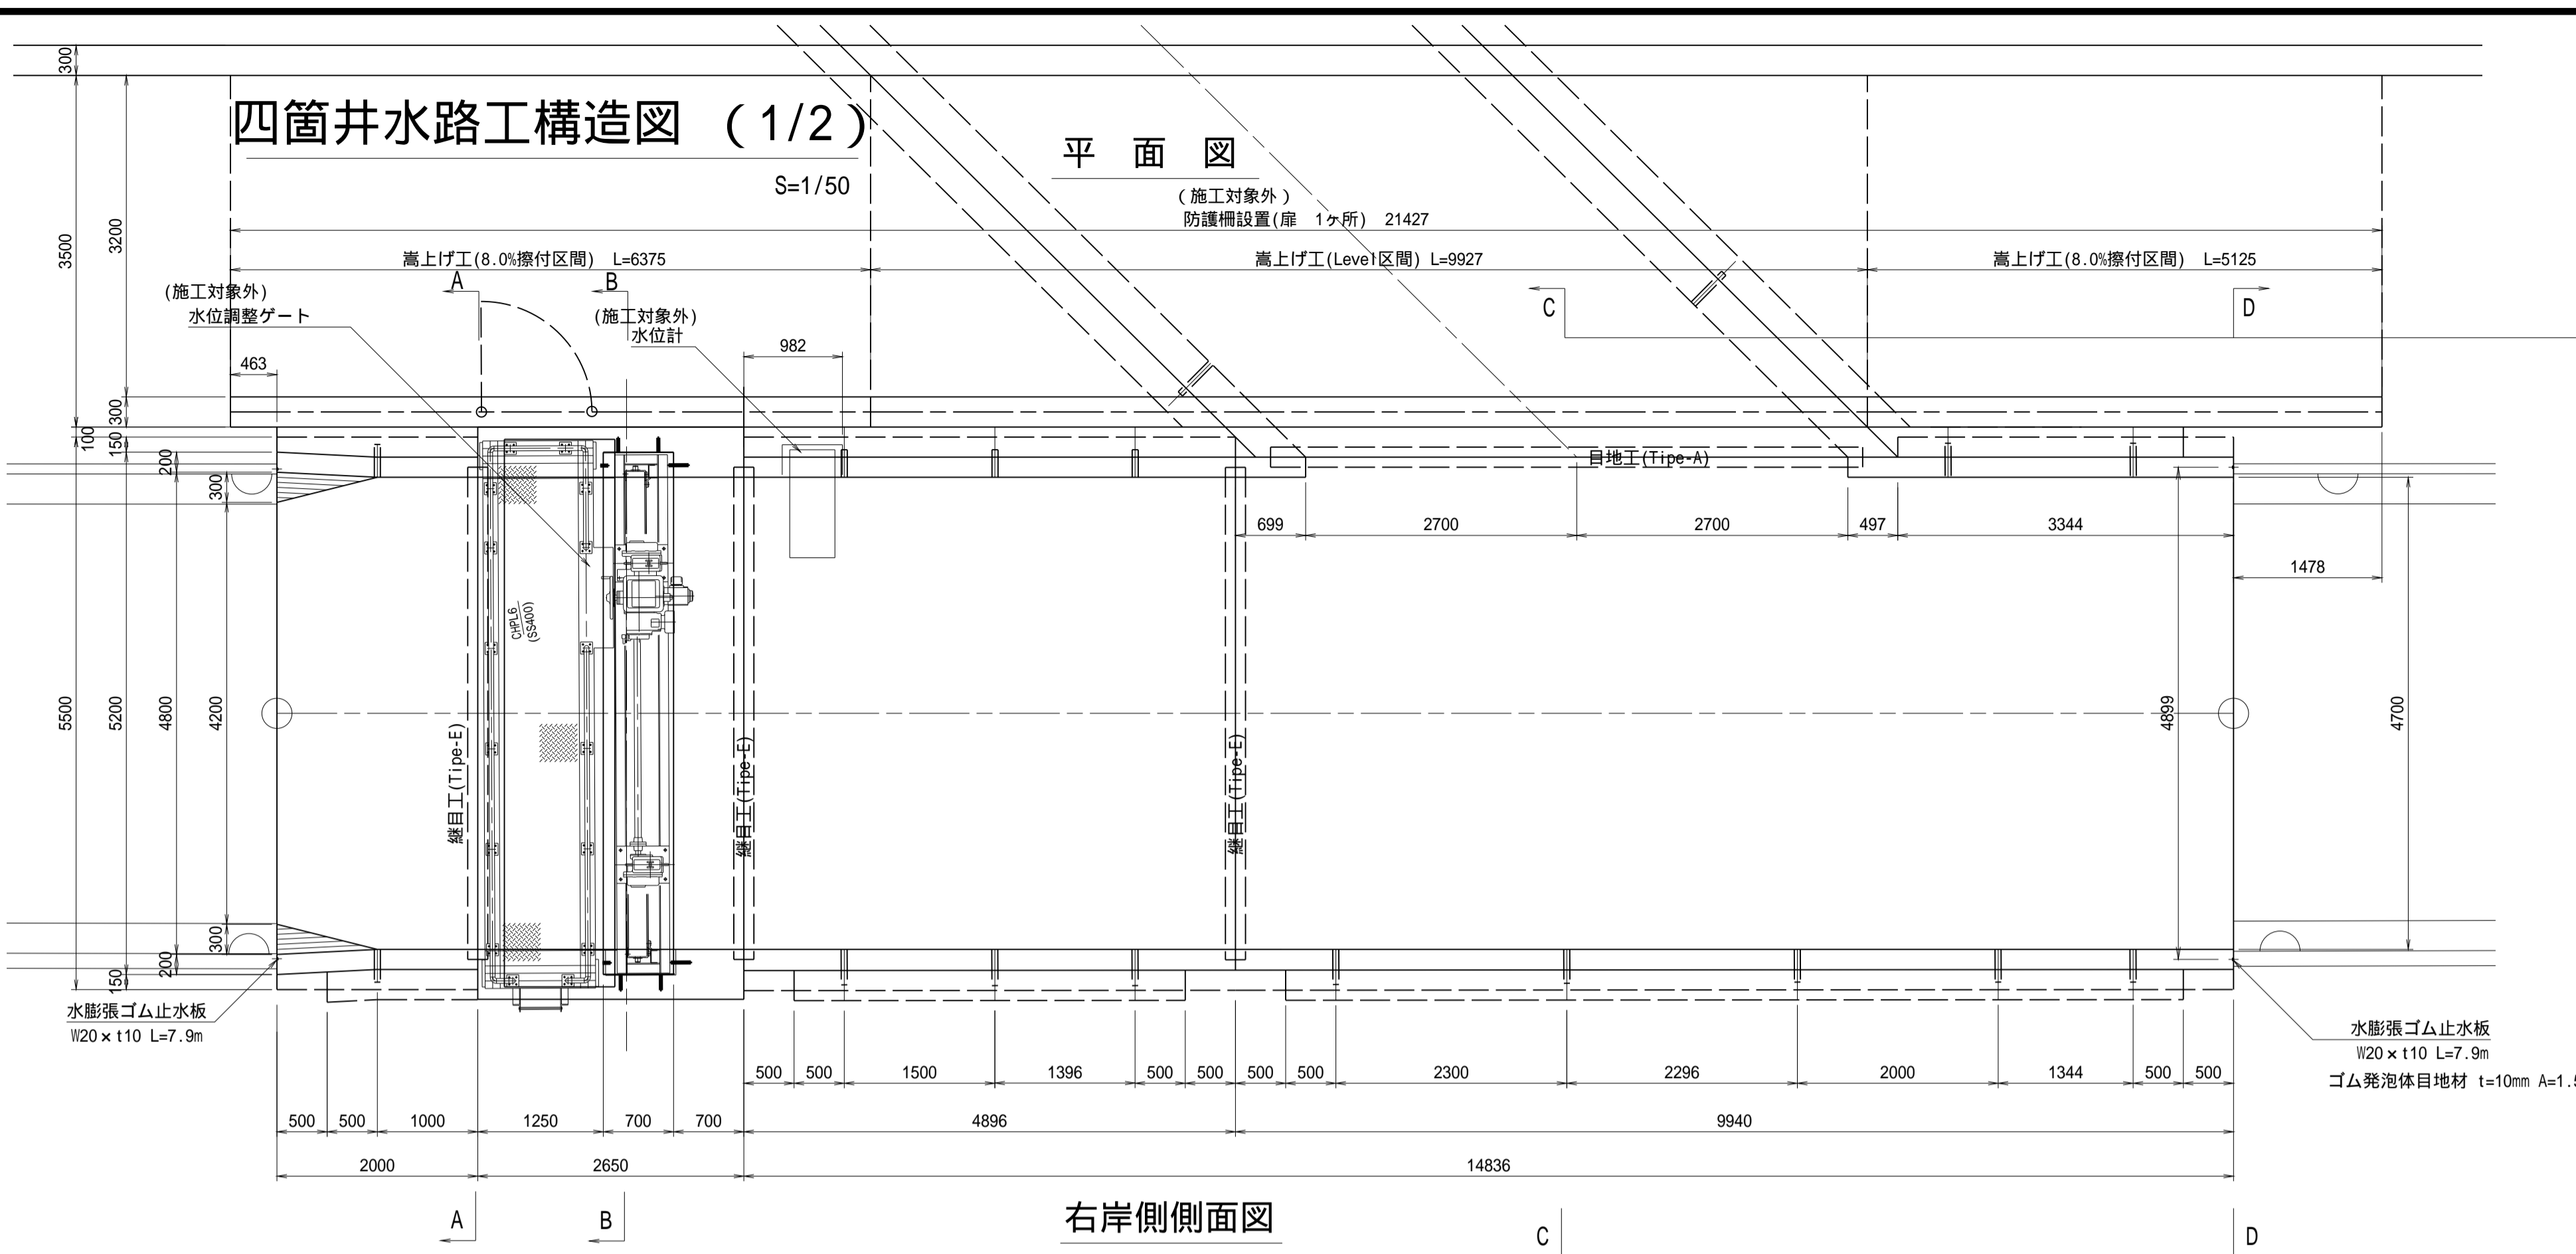 四箇井水路工構造図 (1/2)
S=1/50
平 面 図
(施工対象外)
防護柵設置(扉 1ヶ所) 21427
嵩上げ工(8.0%擦付区間) L=6375
嵩上げ工(Level区間) L=9927
嵩上げ工(8.0%擦付区間) L=5125
300
3500
3200
300
100
150
200
300
463
A
B
C
D
(施工対象外)
水位調整ゲート
(施工対象外)
水位計
982
目地工(Tipe-A)
699
2700
2700
497
3344
1478
CHPL6
(SS400)
5500
5200
4800
4200
4899
4700
継目工(Tipe-E)
継目工(Tipe-E)
継目工(Tipe-E)
300
200
150
水膨張ゴム止水板
W20×t10 L=7.9m
水膨張ゴム止水板
W20×t10 L=7.9m
ゴム発泡体目地材 t=10mm A=1.5
500
500
1500
1396
500
500
500
500
2300
2296
2000
1344
500
500
500
500
1000
1250
700
700
4896
9940
2000
2650
14836
A
B
右岸側側面図
C
D